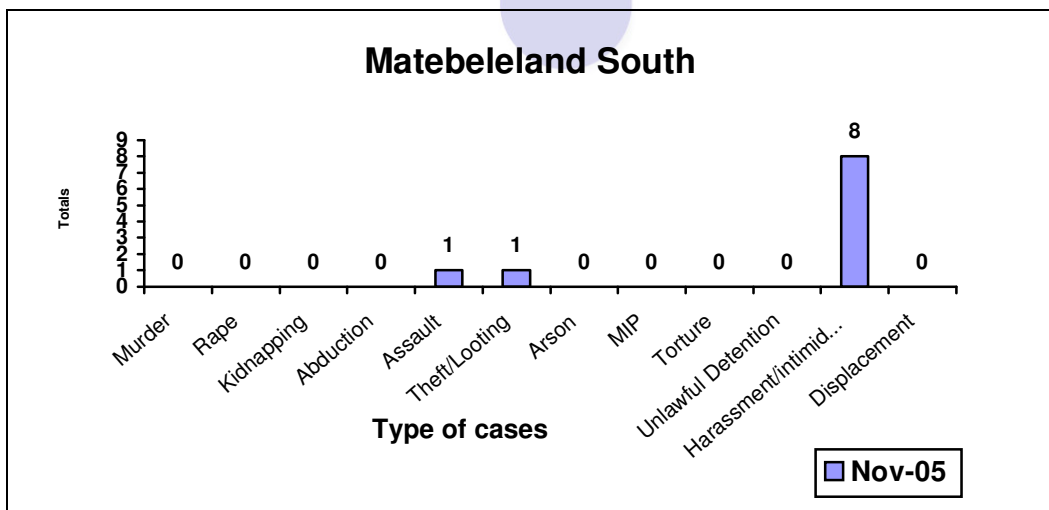 Matebeleland South
Totals
9
8
7
6
5
4
3
2
1
0
0 0 0 0 1 1 0 0 0 0 8 0
Murder
Rape
Kidnapping
Abduction
Assault
Theft/Looting
Arson
MIP
Torture
Unlawful Detention
Harassment/intimid...
Displacement
Type of cases
Nov-05